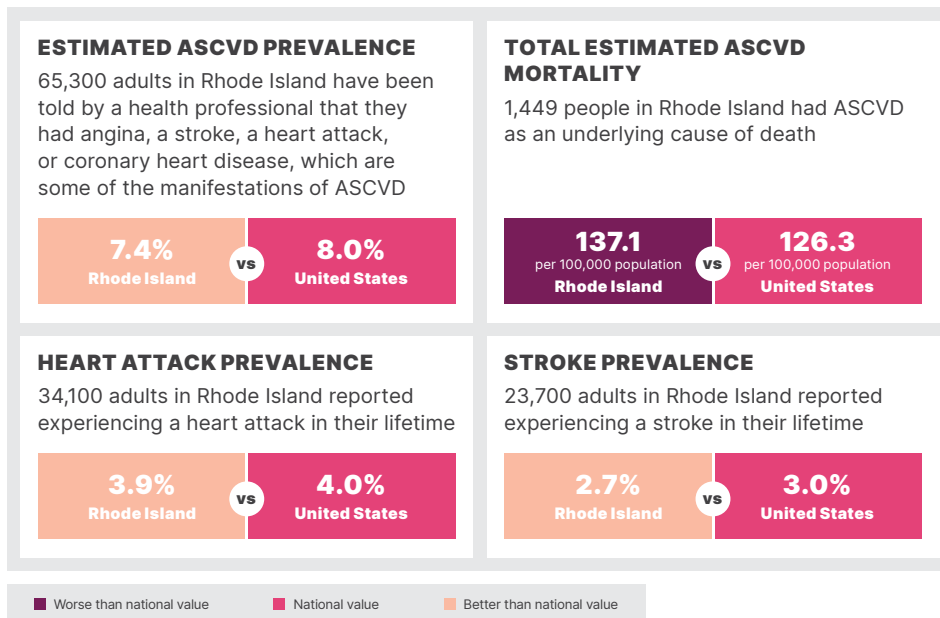 ESTIMATED ASCVD PREVALENCE
65,300 adults in Rhode Island have been
told by a health professional that they
had angina, a stroke, a heart attack,
or coronary heart disease, which are
some of the manifestations of ASCVD
7.4%
Rhode Island
vs
8.0%
United States
TOTAL ESTIMATED ASCVD
MORTALITY
1,449 people in Rhode Island had ASCVD
as an underlying cause of death
137.1
per 100,000 population
Rhode Island
vs
126.3
per 100,000 population
United States
HEART ATTACK PREVALENCE
34,100 adults in Rhode Island reported
experiencing a heart attack in their lifetime
3.9%
Rhode Island
vs
4.0%
United States
STROKE PREVALENCE
23,700 adults in Rhode Island reported
experiencing a stroke in their lifetime
2.7%
Rhode Island
vs
3.0%
United States
Worse than national value
National value
Better than national value